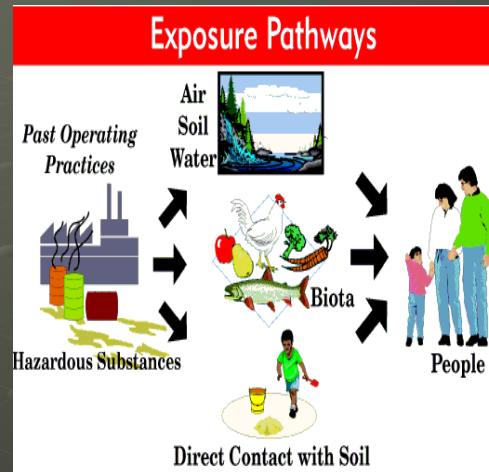 Exposure Pathways
Air
Soil
Water
Past Operating
Practices
Biota
Hazardous Substances
People
Direct Contact with Soil